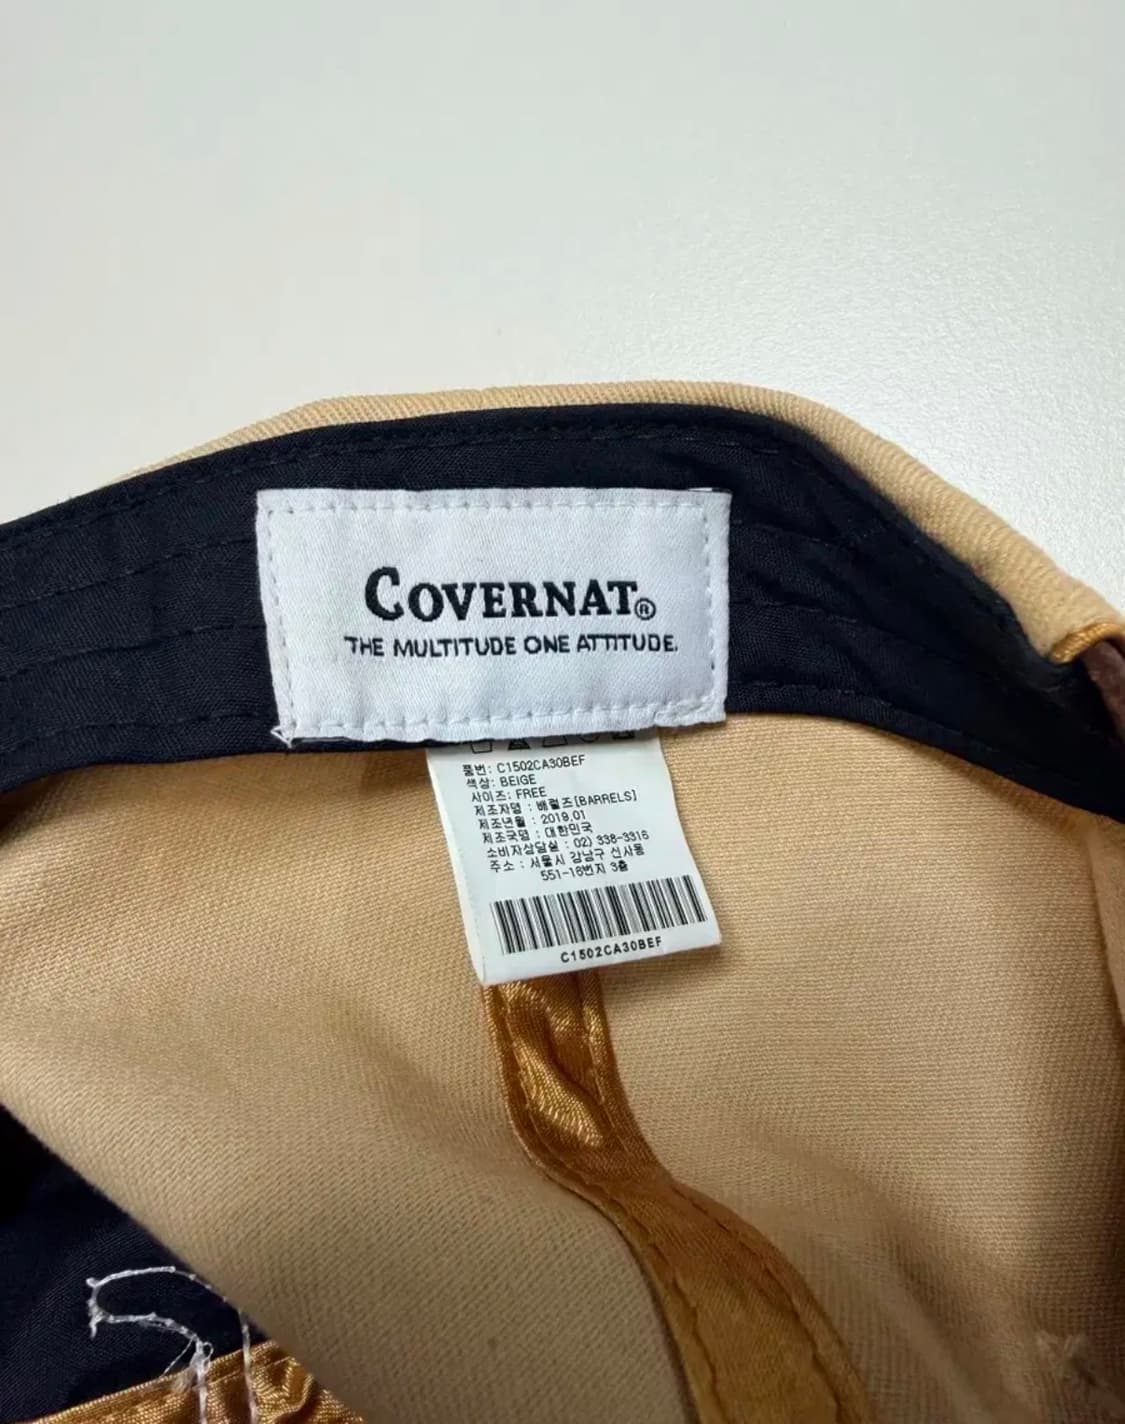 COVERNAT®
THE MULTITUDE ONE ATTITUDE.
품번: C1502CA30BEF
색상: BEIGE
사이즈: FREE
제조자명 : 배럴즈[BARRELS]
제조년월 : 2019.01
제조국명 : 대한민국
소비자상담실 : 02) 338-3316
주소 : 서울시 강남구 신사동
551-16번지 3층
C1502CA30BEF